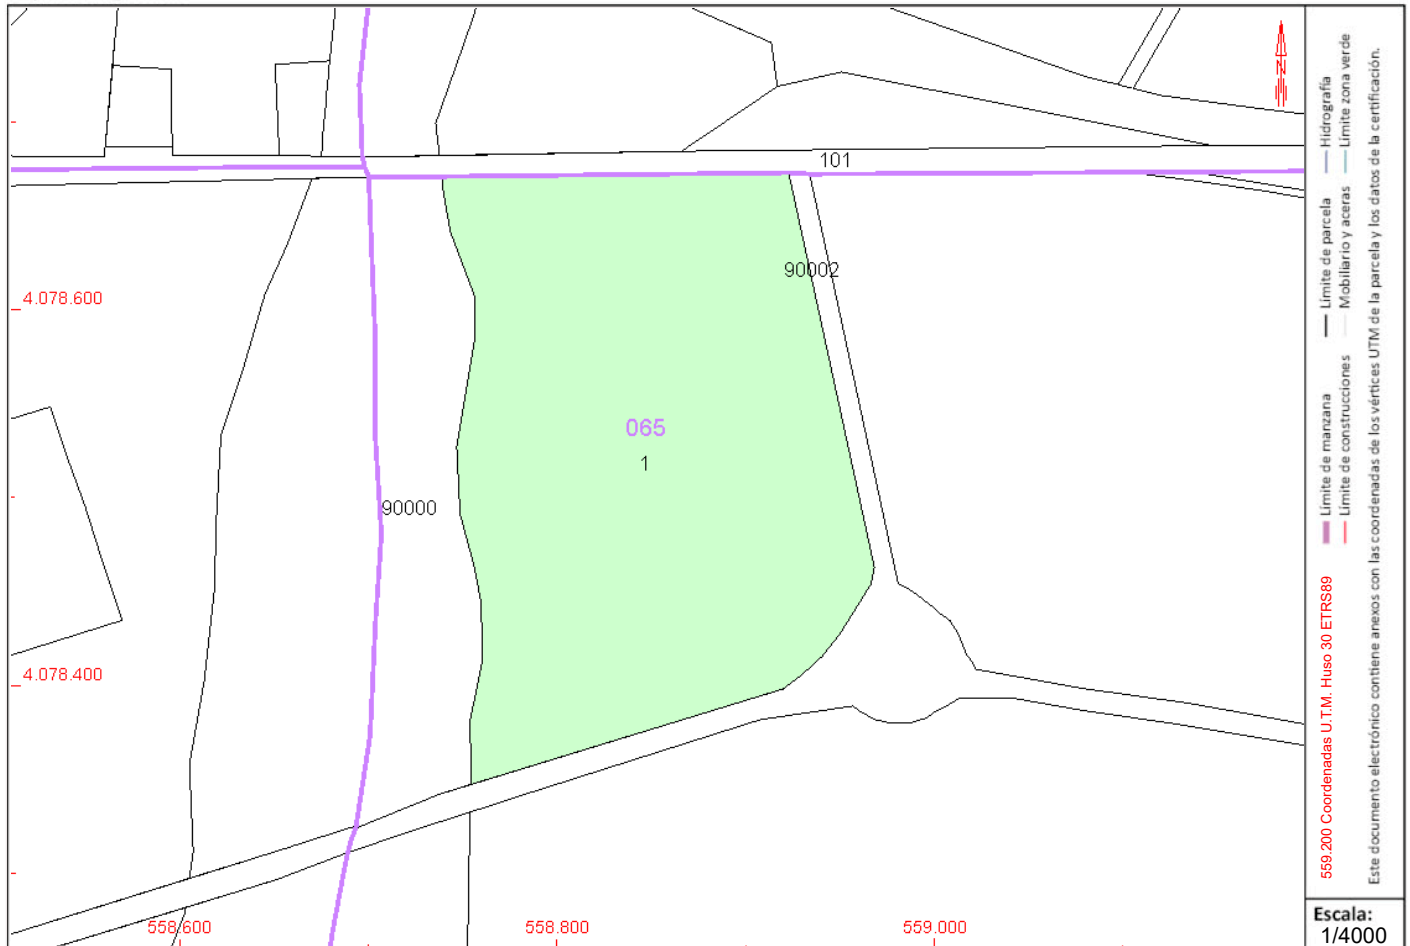 101
90002
4.078.600
065
1
90000
4.078.400
558.600
558.800
559.000
N
559.200 Coordenadas U.T.M. Huso 30 ETRS89
Límite de manzana
Límite de parcela
Hidrografía
Límite de construcciones
Mobiliario y aceras
Límite zona verde
Este documento electrónico contiene anexos con las coordenadas de los vértices UTM de la parcela y los datos de la certificación.
Escala:
1/4000